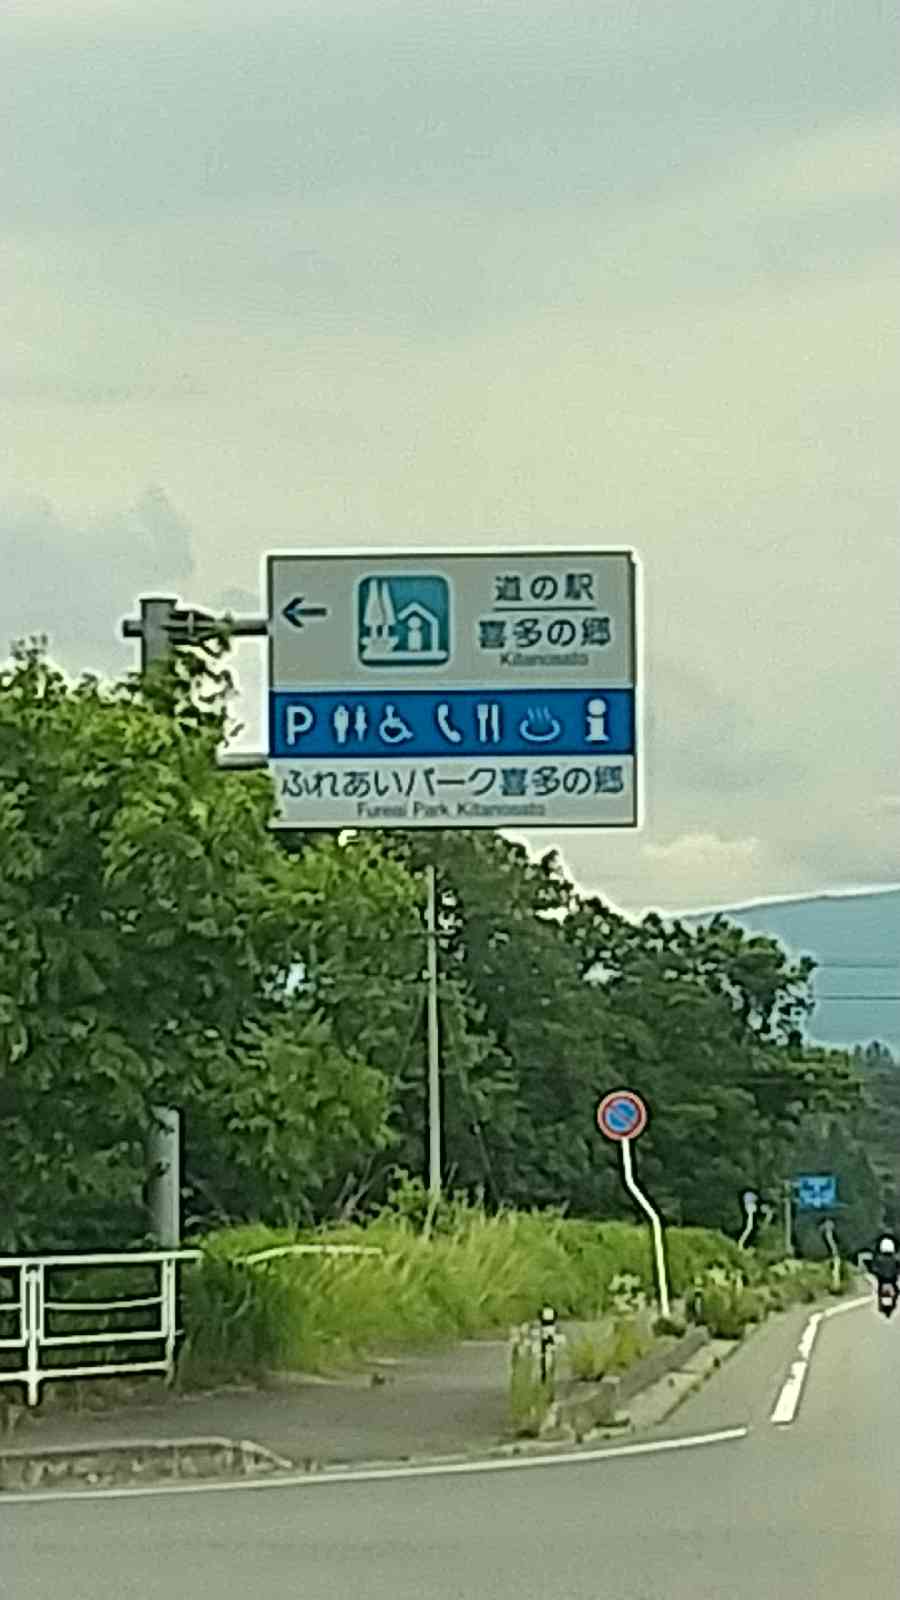 道の駅
喜多の郷
Kitanosato
P
ふれあいパーク喜多の郷
Fureai Park Kitanosato